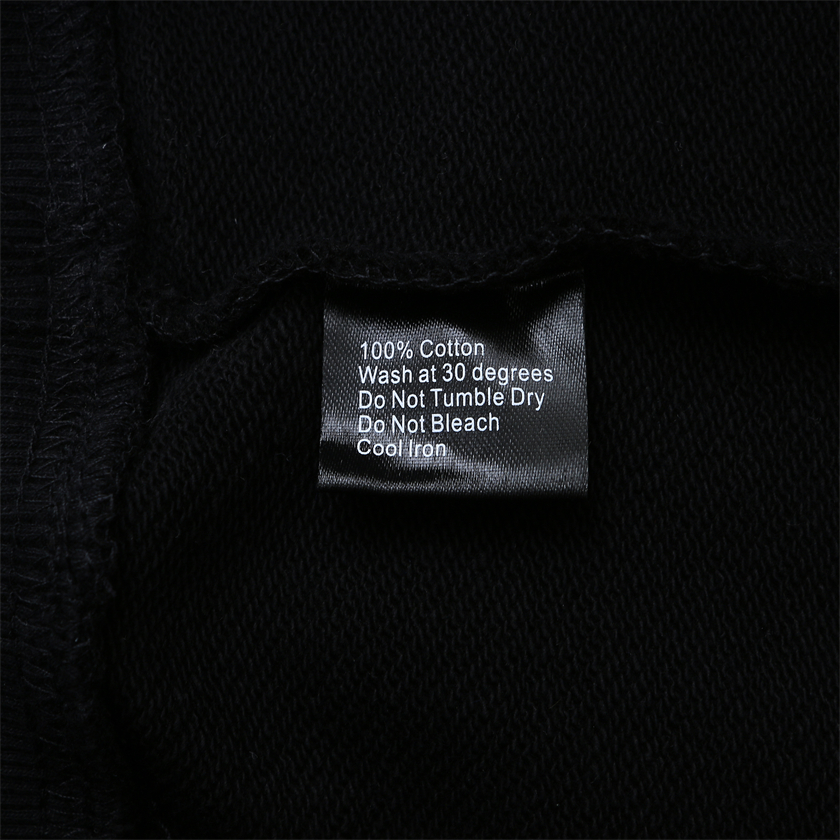 100% Cotton
Wash at 30 degrees
Do Not Tumble Dry
Do Not Bleach
Cool Iron